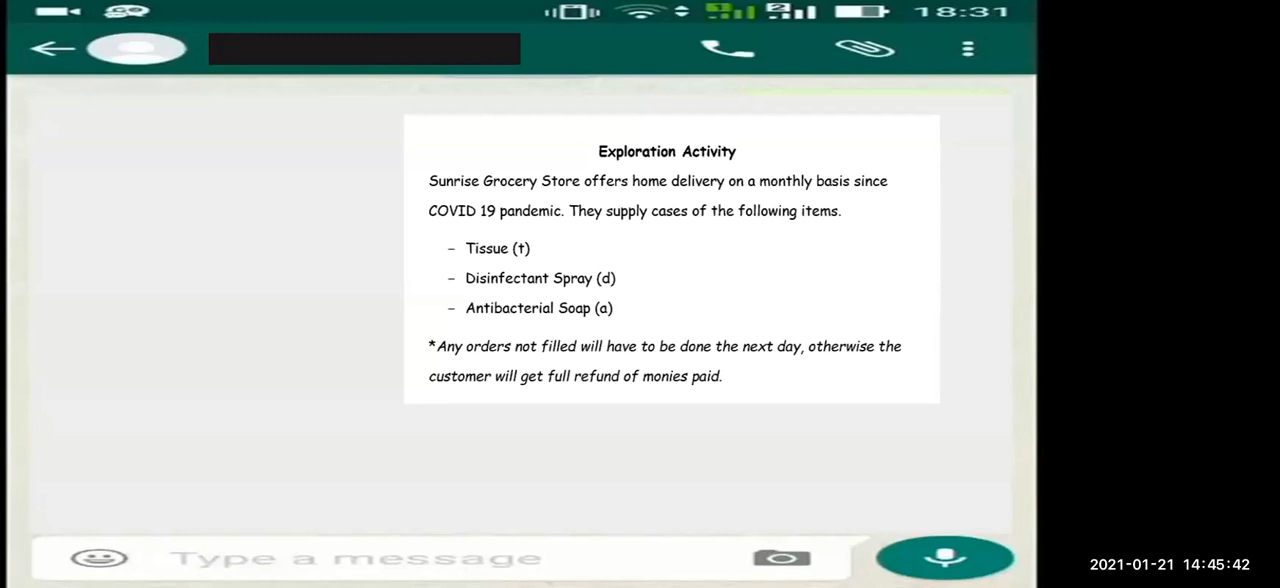 18:31
Exploration Activity
Sunrise Grocery Store offers home delivery on a monthly basis since
COVID 19 pandemic. They supply cases of the following items.
- Tissue (t)
- Disinfectant Spray (d)
- Antibacterial Soap (a)
*Any orders not filled will have to be done the next day, otherwise the
customer will get full refund of monies paid.
Type a message
2021-01-21 14:45:42